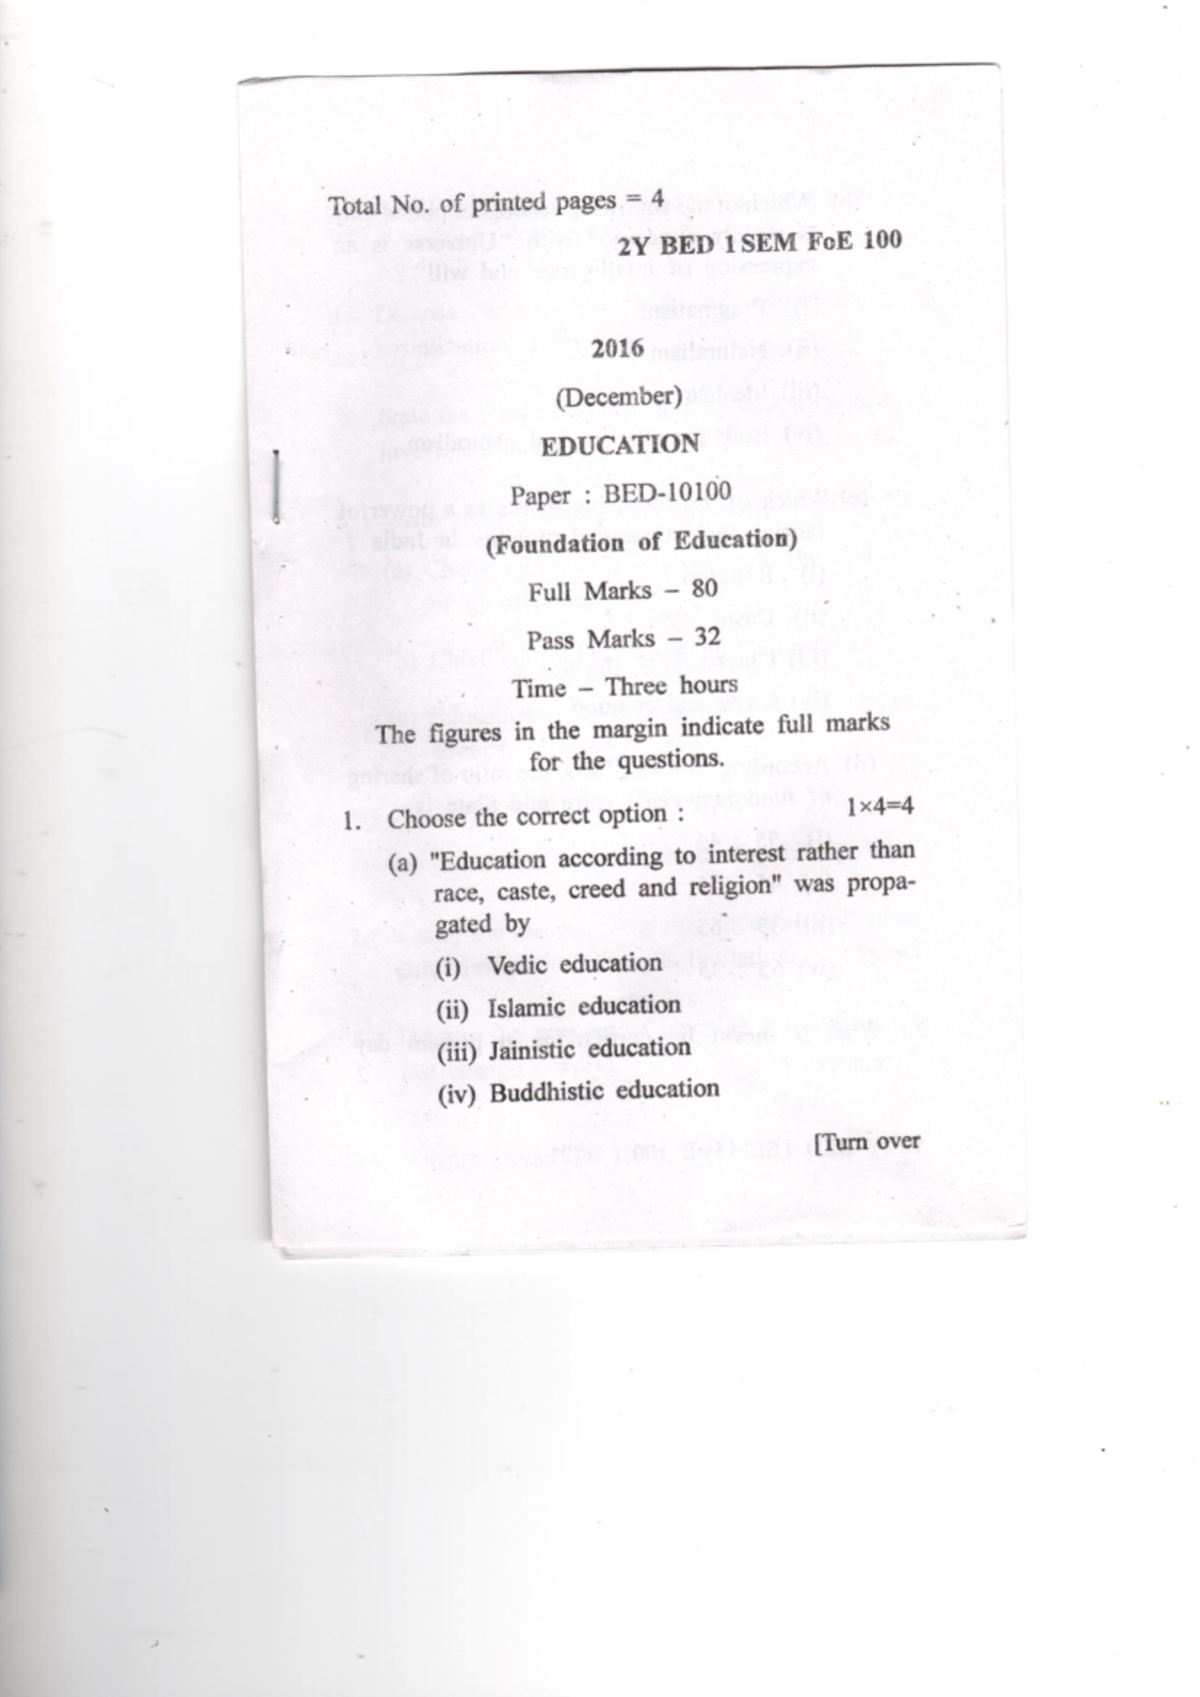 Total No. of printed pages = 4
2Y BED 1 SEM FoE 100
2016
(December)
EDUCATION
Paper : BED-10100
(Foundation of Education)
Full Marks – 80
Pass Marks – 32
Time – Three hours
The figures in the margin indicate full marks
for the questions.
1. Choose the correct option : 1×4=4
(a) "Education according to interest rather than
race, caste, creed and religion" was propa-
gated by
(i) Vedic education
(ii) Islamic education
(iii) Jainistic education
(iv) Buddhistic education
[Turn over